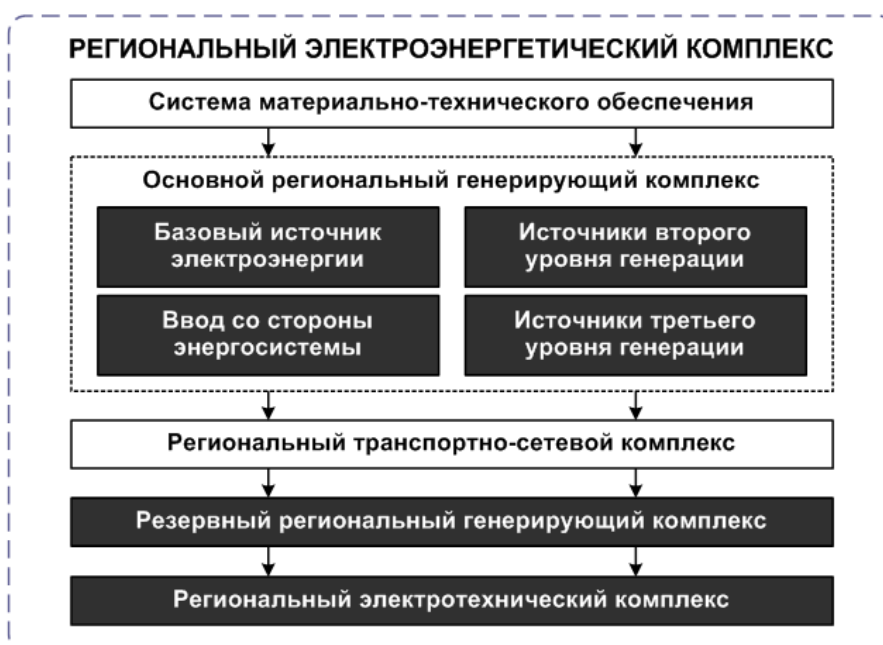 РЕГИОНАЛЬНЫЙ ЭЛЕКТРОЭНЕРГЕТИЧЕСКИЙ КОМПЛЕКС
Система материально-технического обеспечения
Основной региональный генерирующий комплекс
Базовый источник
электроэнергии
Источники второго
уровня генерации
Ввод со стороны
энергосистемы
Источники третьего
уровня генерации
Региональный транспортно-сетевой комплекс
Резервный региональный генерирующий комплекс
Региональный электротехнический комплекс